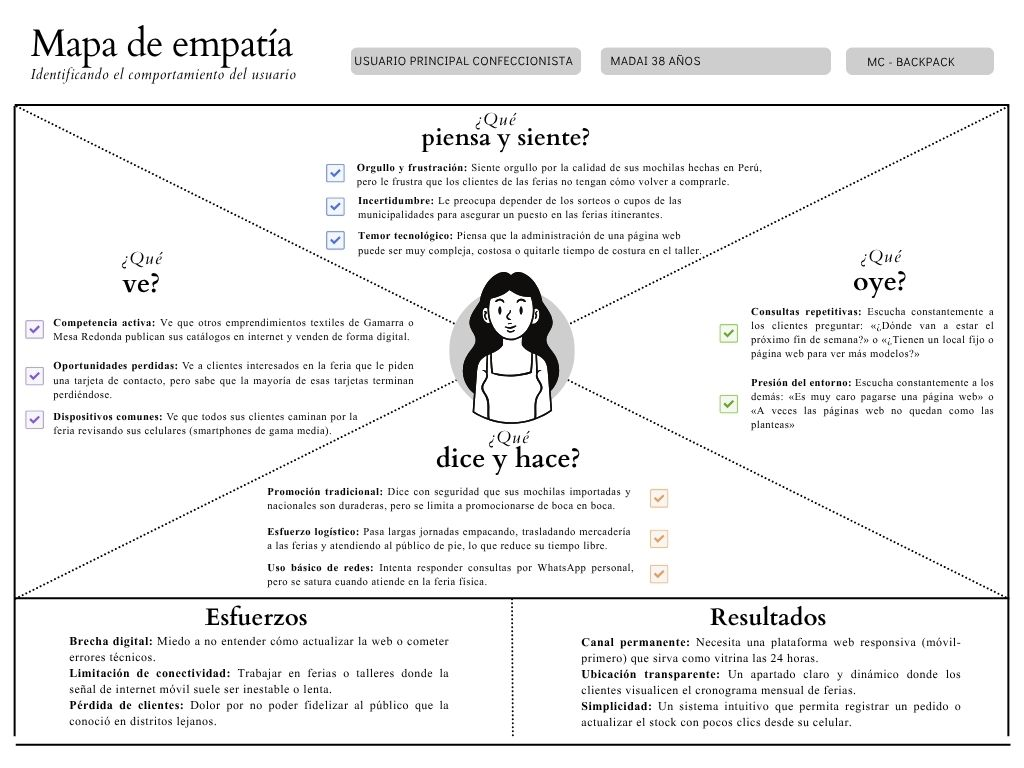 Mapa de empatía
Identificando el comportamiento del usuario
USUARIO PRINCIPAL CONFECCIONISTA
MADAI 38 AÑOS
MC - BACKPACK
¿Qué
piensa y siente?
Orgullo y frustración: Siente orgullo por la calidad de sus mochilas hechas en Perú,
pero le frustra que los clientes de las ferias no tengan cómo volver a comprarle.
Incertidumbre: Le preocupa depender de los sorteos o cupos de las
municipalidades para asegurar un puesto en las ferias itinerantes.
Temor tecnológico: Piensa que la administración de una página web
puede ser muy compleja, costosa o quitarle tiempo de costura en el taller.
¿Qué
ve?
Competencia activa: Ve que otros emprendimientos textiles de Gamarra o
Mesa Redonda publican sus catálogos en internet y venden de forma digital.
Oportunidades perdidas: Ve a clientes interesados en la feria que le piden
una tarjeta de contacto, pero sabe que la mayoría de esas tarjetas terminan
perdiéndose.
Dispositivos comunes: Ve que todos sus clientes caminan por la
feria revisando sus celulares (smartphones de gama media).
¿Qué
oye?
Consultas repetitivas: Escucha constantemente a
los clientes preguntar: «¿Dónde van a estar el
próximo fin de semana?» o «¿Tienen un local fijo o
página web para ver más modelos?»
Presión del entorno: Escucha constantemente a los
demás: «Es muy caro pagarse una página web» o
«A veces las páginas web no quedan como las
planteas»
¿Qué
dice y hace?
Promoción tradicional: Dice con seguridad que sus mochilas importadas y
nacionales son duraderas, pero se limita a promocionarse de boca en boca.
Esfuerzo logístico: Pasa largas jornadas empacando, trasladando mercadería
a las ferias y atendiendo al público de pie, lo que reduce su tiempo libre.
Uso básico de redes: Intenta responder consultas por WhatsApp personal,
pero se satura cuando atiende en la feria física.
Esfuerzos
Brecha digital: Miedo a no entender cómo actualizar la web o cometer
errores técnicos.
Limitación de conectividad: Trabajar en ferias o talleres donde la
señal de internet móvil suele ser inestable o lenta.
Pérdida de clientes: Dolor por no poder fidelizar al público que la
conoció en distritos lejanos.
Resultados
Canal permanente: Necesita una plataforma web responsiva (móvil-
primero) que sirva como vitrina las 24 horas.
Ubicación transparente: Un apartado claro y dinámico donde los
clientes visualicen el cronograma mensual de ferias.
Simplicidad: Un sistema intuitivo que permita registrar un pedido o
actualizar el stock con pocos clics desde su celular.